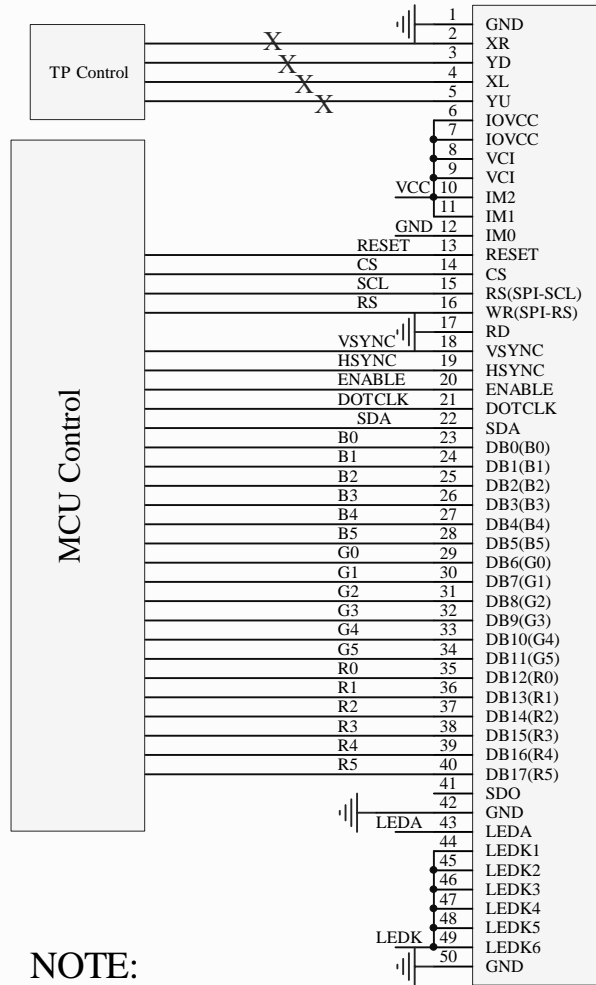 1 GND
2 XR
X
TP Control
3 YD
X
4 XL
X
5 YU
X
6 IOVCC
7 IOVCC
8 VCI
9 VCI
VCC 10 IM2
11 IM1
GND 12 IM0
RESET 13 RESET
CS 14 CS
SCL 15 RS(SPI-SCL)
RS 16 WR(SPI-RS)
17 RD
VSYNC 18 VSYNC
HSYNC 19 HSYNC
ENABLE 20 ENABLE
DOTCLK 21 DOTCLK
SDA 22 SDA
MCU Control
B0 23 DB0(B0)
B1 24 DB1(B1)
B2 25 DB2(B2)
B3 26 DB3(B3)
B4 27 DB4(B4)
B5 28 DB5(B5)
G0 29 DB6(G0)
G1 30 DB7(G1)
G2 31 DB8(G2)
G3 32 DB9(G3)
G4 33 DB10(G4)
G5 34 DB11(G5)
R0 35 DB12(R0)
R1 36 DB13(R1)
R2 37 DB14(R2)
R3 38 DB15(R3)
R4 39 DB16(R4)
R5 40 DB17(R5)
41 SDO
42 GND
LEDA 43 LEDA
44 LEDK1
45 LEDK2
46 LEDK3
47 LEDK4
48 LEDK5
LEDK 49 LEDK6
50 GND
NOTE: